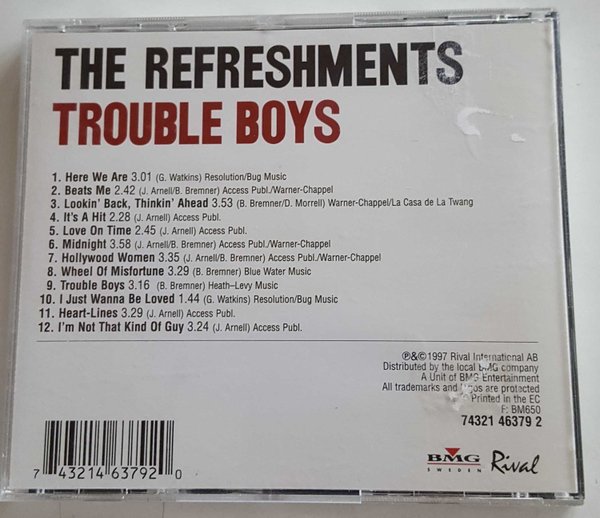 THE REFRESHMENTS
TROUBLE BOYS
1. Here We Are 3.01 (G. Watkins) Resolution/Bug Music
2. Beats Me 2.42 (J. Arnell/B. Bremner) Access Publ./Warner-Chappel
3. Lookin' Back, Thinkin' Ahead 3.53 (B. Bremner/D. Morrell) Warner-Chappel/La Casa de La Twang
4. It's A Hit 2.28 (J. Arnell) Access Publ.
5. Love On Time 2.45 (J. Arnell) Access Publ.
6. Midnight 3.58 (J. Arnell/B. Bremner) Access Publ./Warner-Chappel
7. Hollywood Women 3.35 (J. Arnell/B. Bremner) Access Publ./Warner-Chappel
8. Wheel Of Misfortune 3.29 (B. Bremner) Blue Water Music
9. Trouble Boys 3.16 (B. Bremner) Heath–Levy Music
10. I Just Wanna Be Loved 1.44 (G. Watkins) Resolution/Bug Music
11. Heart-Lines 3.29 (J. Arnell) Access Publ.
12. I'm Not That Kind Of Guy 3.24 (J. Arnell) Access Publ.
℗&©1997 Rival International AB
Distributed by the local BMG company
A Unit of BMG Entertainment
All trademarks and logos are protected
Printed in the EC
F: BM650
74321 46379 2
7 43214 63792 0
BMG
SWEDEN
Rival